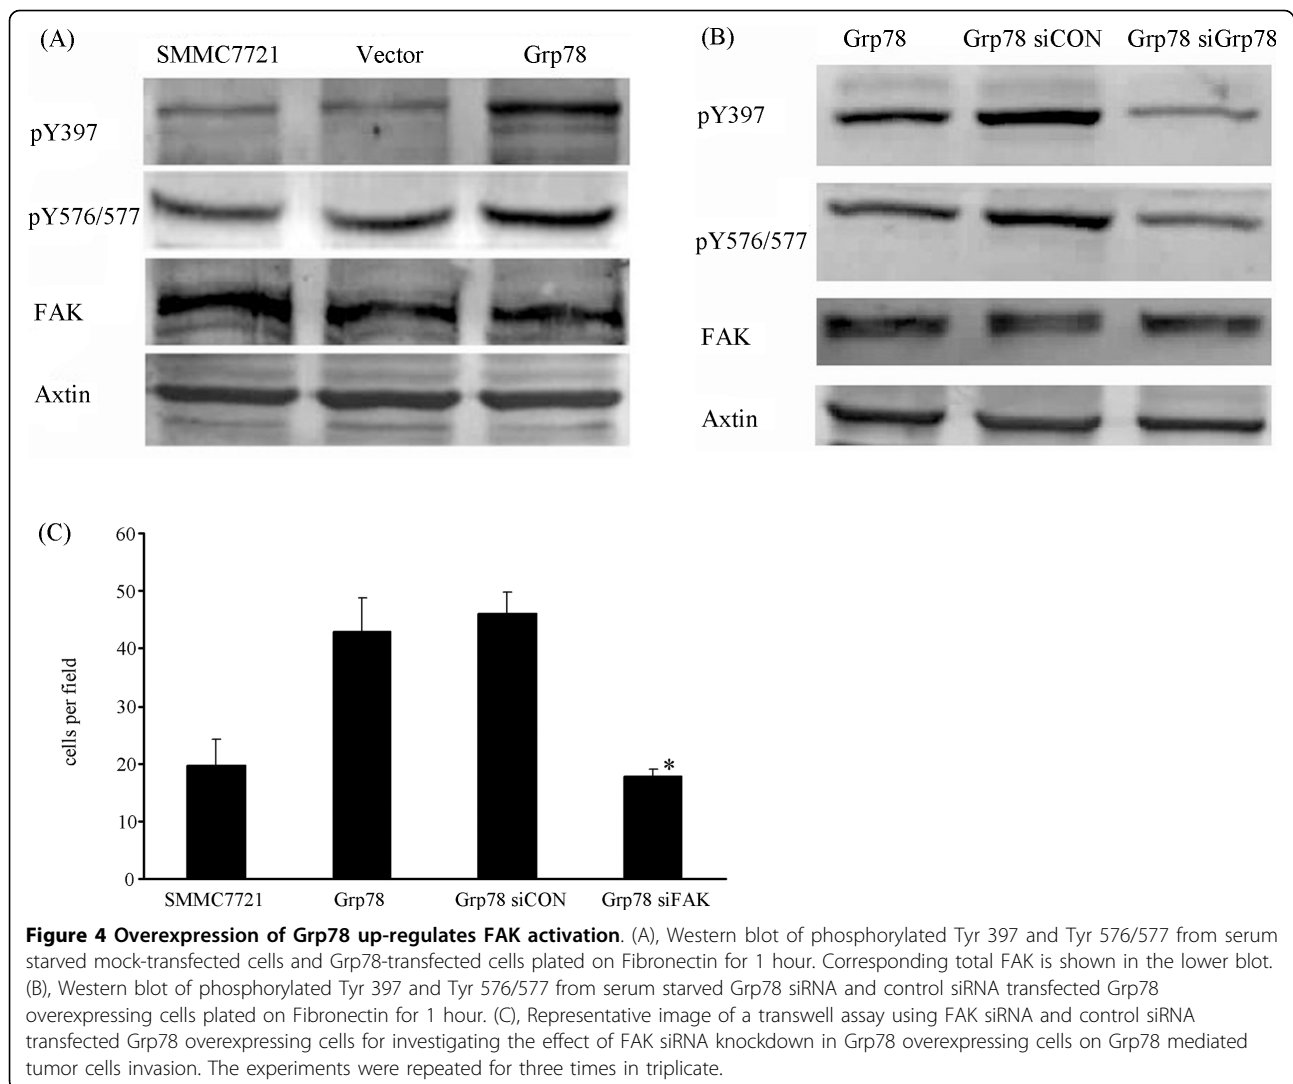 (A)
SMMC7721 Vector Grp78
pY397
pY576/577
FAK
Axtin
(B)
Grp78 Grp78 siCON Grp78 siGrp78
pY397
pY576/577
FAK
Axtin
(C)
60
50
40
30
20
10
0
cells per field
*
SMMC7721 Grp78 Grp78 siCON Grp78 siFAK
Figure 4 Overexpression of Grp78 up-regulates FAK activation. (A), Western blot of phosphorylated Tyr 397 and Tyr 576/577 from serum
starved mock-transfected cells and Grp78-transfected cells plated on Fibronectin for 1 hour. Corresponding total FAK is shown in the lower blot.
(B), Western blot of phosphorylated Tyr 397 and Tyr 576/577 from serum starved Grp78 siRNA and control siRNA transfected Grp78
overexpressing cells plated on Fibronectin for 1 hour. (C), Representative image of a transwell assay using FAK siRNA and control siRNA
transfected Grp78 overexpressing cells for investigating the effect of FAK siRNA knockdown in Grp78 overexpressing cells on Grp78 mediated
tumor cells invasion. The experiments were repeated for three times in triplicate.